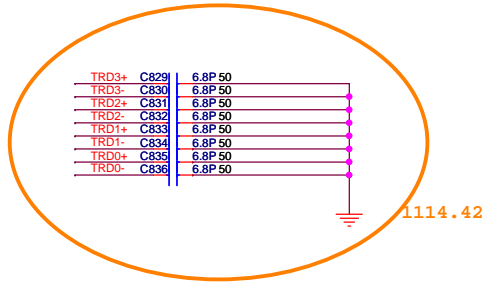 TRD3+ C829 6.8P 50
TRD3- C830 6.8P 50
TRD2+ C831 6.8P 50
TRD2- C832 6.8P 50
TRD1+ C833 6.8P 50
TRD1- C834 6.8P 50
TRD0+ C835 6.8P 50
TRD0- C836 6.8P 50
1114.42